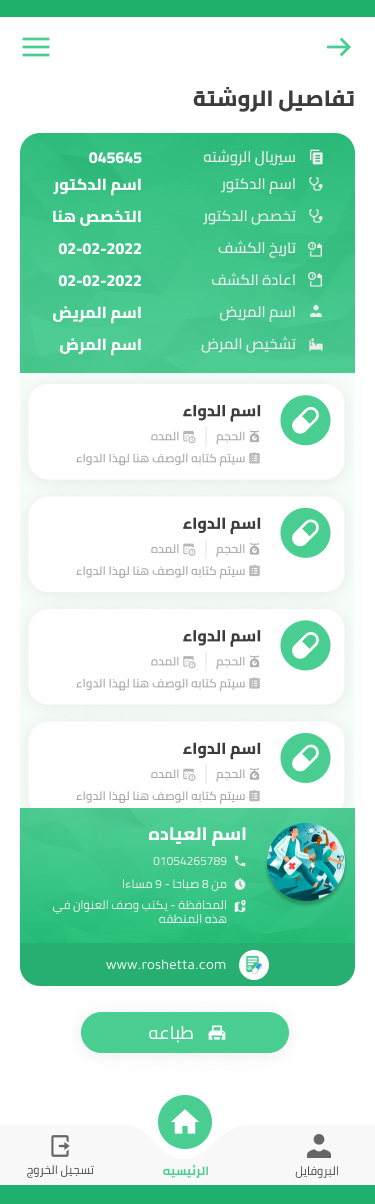 تفاصيل الروشتة
سيريال الروشته 045645
اسم الدكتور اسم الدكتور
تخصص الدكتور التخصص هنا
تاريخ الكشف 02-02-2022
اعادة الكشف 02-02-2022
اسم المريض اسم المريض
تشخيص المرض اسم المرض
اسم الدواء
الحجم المده
سيتم كتابه الوصف هنا لهذا الدواء
اسم الدواء
الحجم المده
سيتم كتابه الوصف هنا لهذا الدواء
اسم الدواء
الحجم المده
سيتم كتابه الوصف هنا لهذا الدواء
اسم الدواء
الحجم المده
سيتم كتابه الوصف هنا لهذا الدواء
اسم العياده
01054265789
من 8 صباحا - 9 مساءا
المحافظة - يكتب وصف العنوان في
هذه المنطقه
www.roshetta.com
طباعه
البروفايل الرئيسيه تسجيل الخروج